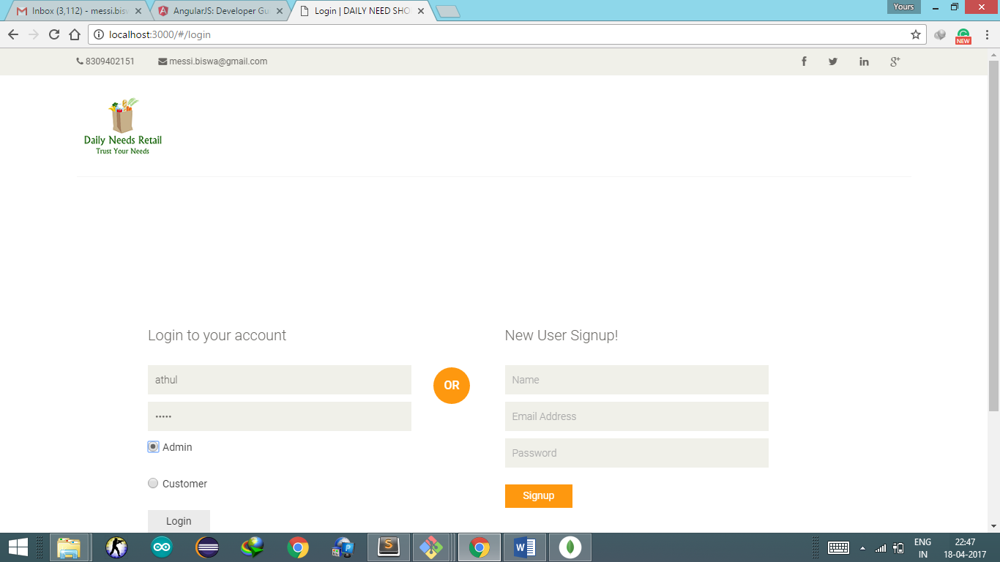 Inbox (3,112) - messi.bis
AngularJS: Developer Gu
Login | DAILY NEED SHO
Yours
localhost:3000/#/login
NEW
8309402151
messi.biswa@gmail.com
Daily Needs Retail
Trust Your Needs
Login to your account
New User Signup!
athul
OR
Name
•••••
Email Address
Admin
Password
Customer
Signup
Login
ENG
IN
22:47
18-04-2017